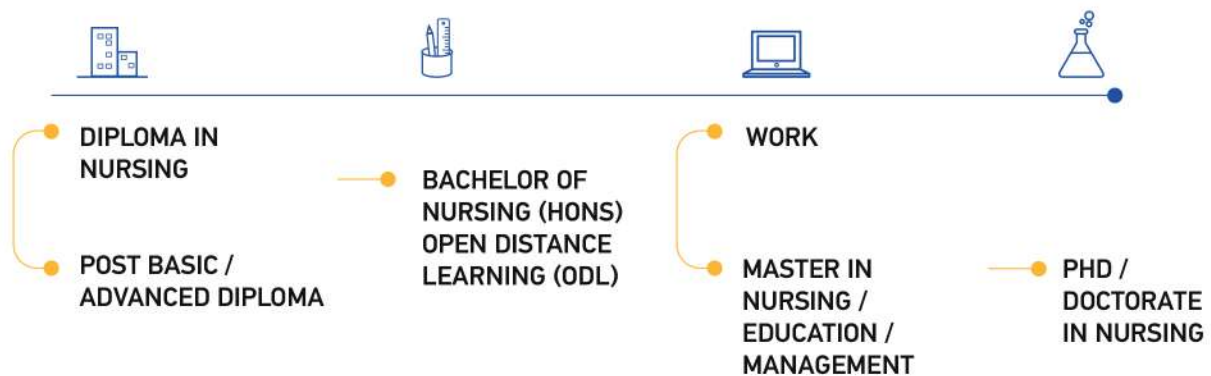 DIPLOMA IN
NURSING
POST BASIC /
ADVANCED DIPLOMA
BACHELOR OF
NURSING (HONS)
OPEN DISTANCE
LEARNING (ODL)
WORK
MASTER IN
NURSING /
EDUCATION /
MANAGEMENT
PHD /
DOCTORATE
IN NURSING